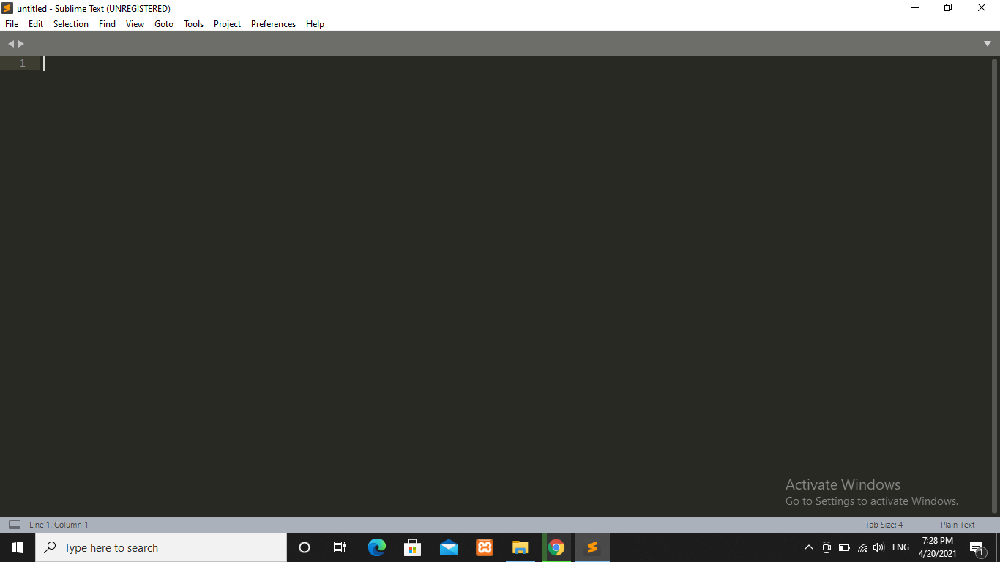 untitled - Sublime Text (UNREGISTERED)
File Edit Selection Find View Goto Tools Project Preferences Help
1
Activate Windows
Go to Settings to activate Windows.
Line 1, Column 1 Tab Size: 4 Plain Text
Type here to search
ENG
7:28 PM
4/20/2021
1